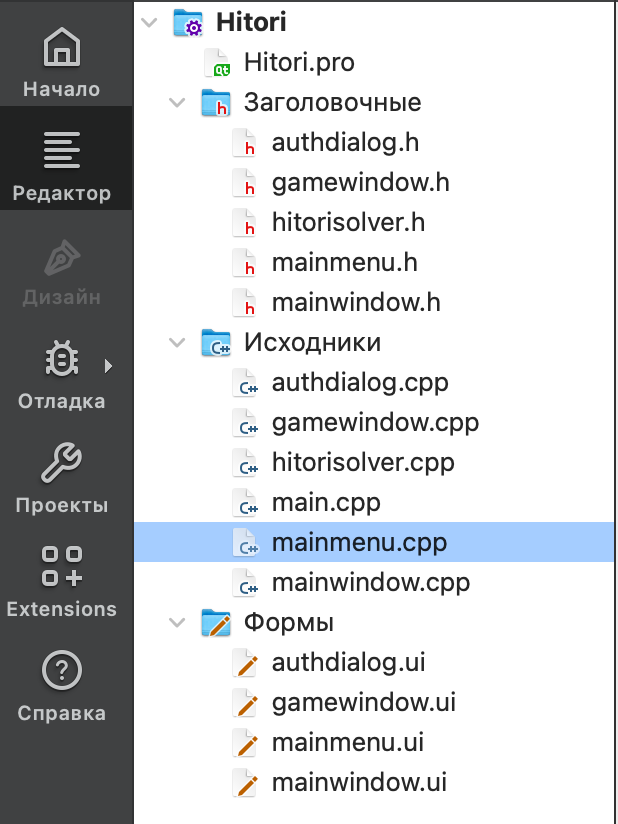 Начало
Редактор
Дизайн
Отладка
Проекты
Extensions
Справка
Hitori
Hitori.pro
Заголовочные
authdialog.h
gamewindow.h
hitorisolver.h
mainmenu.h
mainwindow.h
Исходники
authdialog.cpp
gamewindow.cpp
hitorisolver.cpp
main.cpp
mainmenu.cpp
mainwindow.cpp
Формы
authdialog.ui
gamewindow.ui
mainmenu.ui
mainwindow.ui